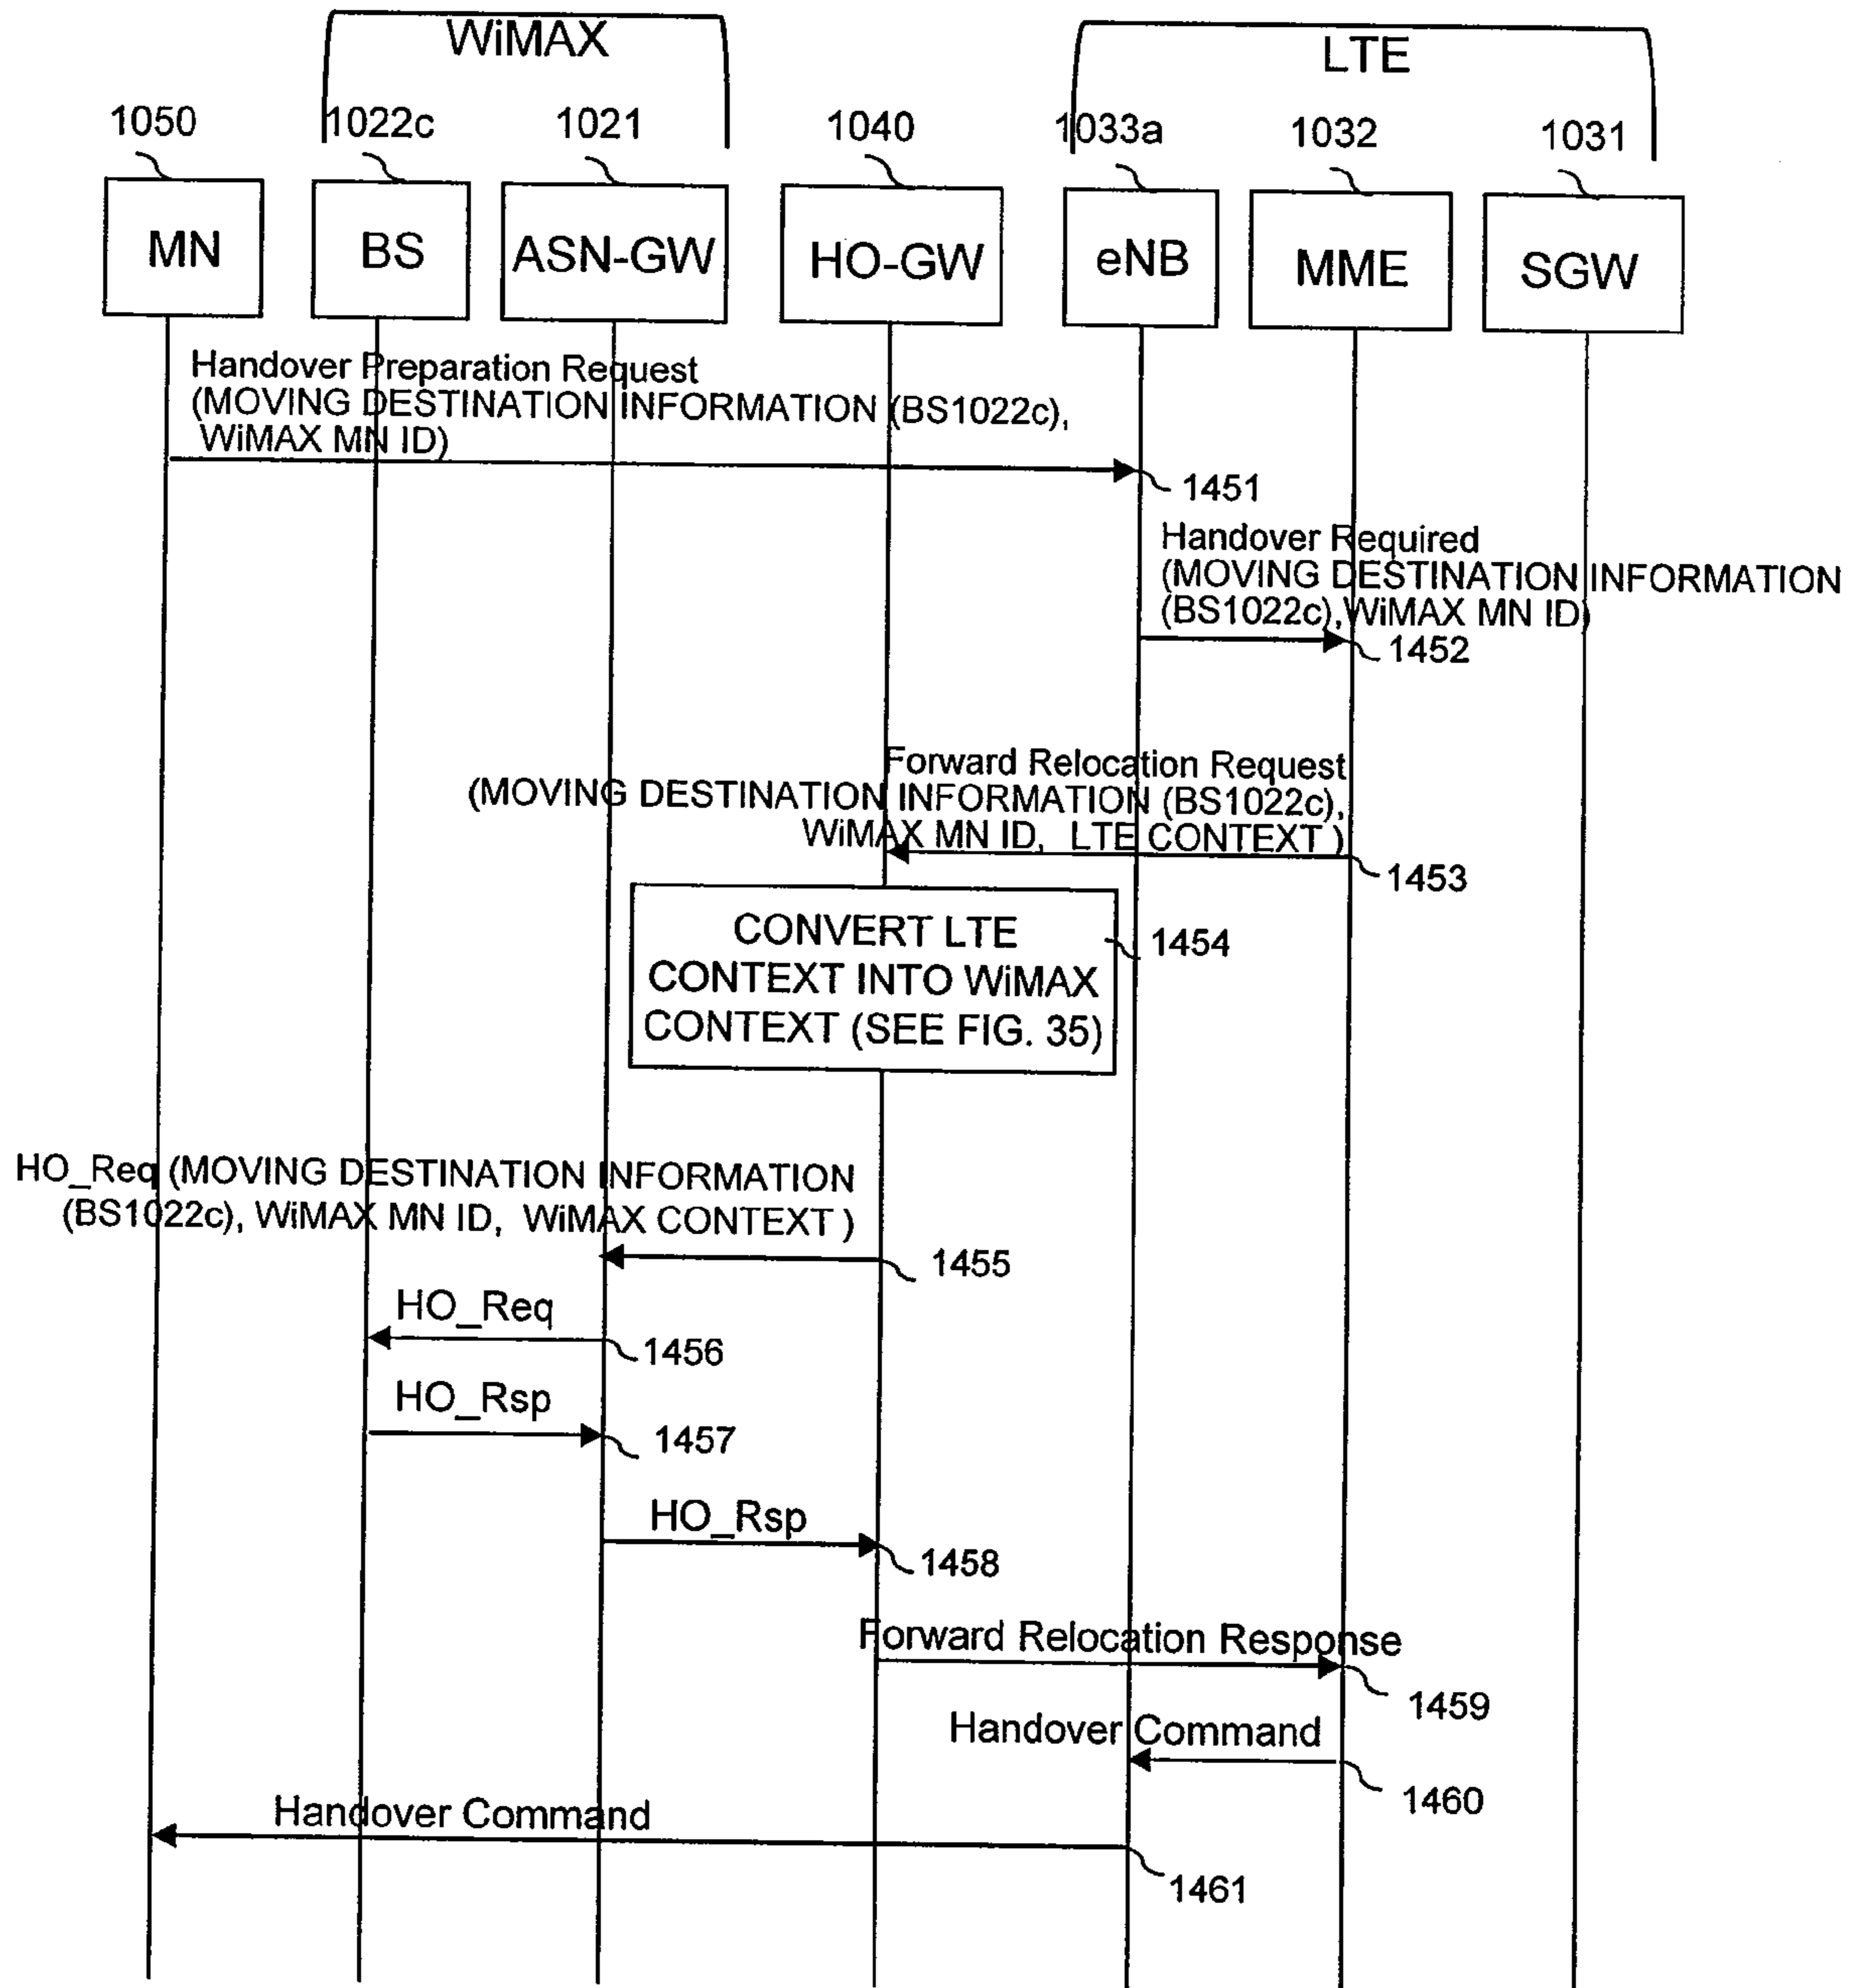 WiMAX
LTE
1050
1022c
1021
1040
1033a
1032
1031
MN
BS
ASN-GW
HO-GW
eNB
MME
SGW
Handover Preparation Request
(MOVING DESTINATION INFORMATION (BS1022c),
WiMAX MN ID)
1451
Handover Required
(MOVING DESTINATION INFORMATION
(BS1022c),WiMAX MN ID)
1452
Forward Relocation Request
(MOVING DESTINATION INFORMATION (BS1022c),
WiMAX MN ID, LTE CONTEXT )
1453
CONVERT LTE
CONTEXT INTO WiMAX
CONTEXT (SEE FIG. 35)
1454
HO_Req (MOVING DESTINATION INFORMATION
(BS1022c), WiMAX MN ID, WiMAX CONTEXT )
1455
HO_Req
1456
HO_Rsp
1457
HO_Rsp
1458
Forward Relocation Response
1459
Handover Command
1460
Handover Command
1461